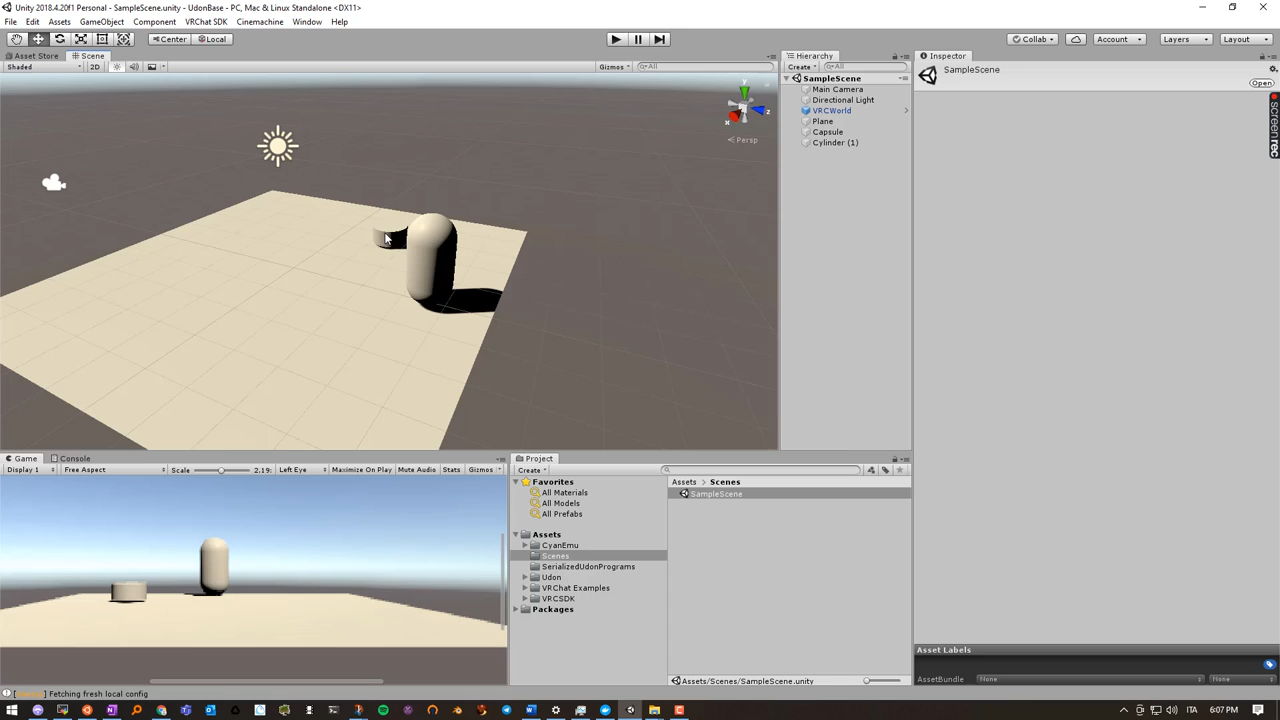 Unity 2018.4.20f1 Personal - SampleScene.unity - UdonBase - PC, Mac & Linux Standalone <DX11>
File Edit Assets GameObject Component VRChat SDK Cinemachine Window Help
Center Local Collab Account Layers Layout
Asset Store Scene
Shaded 2D Gizmos All
y
x
z
Persp
Hierarchy
Create All
SampleScene
Main Camera
Directional Light
VRCWorld
Plane
Capsule
Cylinder (1)
Inspector
SampleScene
Open
Screenrec
Game Console
Display 1 Free Aspect Scale 2.19 Left Eye Maximize On Play Mute Audio Stats Gizmos
Project
Create
Favorites
All Materials
All Models
All Prefabs
Assets
CyanEmu
Scenes
SerializedUdonPrograms
Udon
VRChat Examples
VRCSDK
Packages
Assets > Scenes
SampleScene
Assets/Scenes/SampleScene.unity
Asset Labels
AssetBundle None None
Fetching fresh local config
ITA 6:07 PM